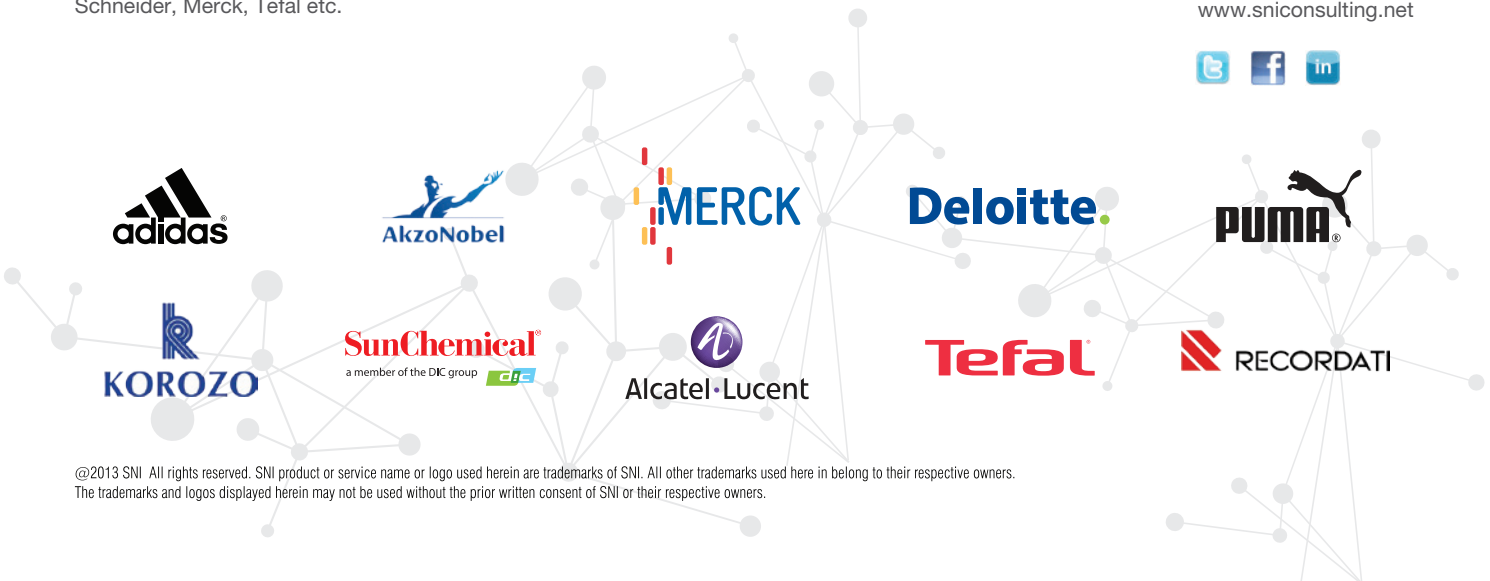 Schneider, Merck, Tefal etc.
www.sniconsulting.net
in
adidas®
AkzoNobel
MERCK
Deloitte.
PUMA®
KOROZO
SunChemical®
a member of the DIC group dic
Alcatel·Lucent
Tefal
RECORDATI
@2013 SNI All rights reserved. SNI product or service name or logo used herein are trademarks of SNI. All other trademarks used here in belong to their respective owners.
The trademarks and logos displayed herein may not be used without the prior written consent of SNI or their respective owners.